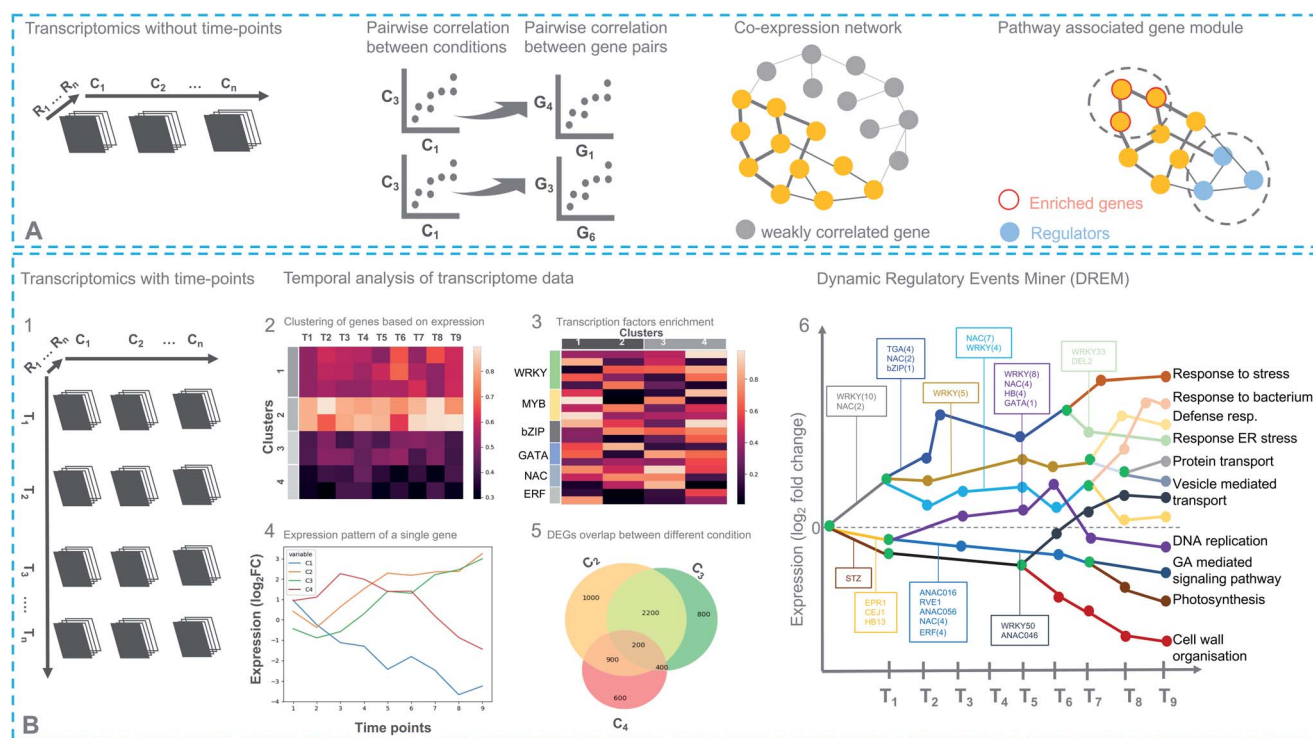 Transcriptomics without time-points
R1 ... Rn
C1 C2 ... Cn
Pairwise correlation
between conditions
C3
C1
C3
C1
Pairwise correlation
between gene pairs
G4
G1
G3
G6
Co-expression network
weakly correlated gene
Pathway associated gene module
Enriched genes
Regulators
A
Transcriptomics with time-points
1
R1 ... Rn
C1 C2 ... Cn
T1
T2
T3
....
Tn
Temporal analysis of transcriptome data
2
Clustering of genes based on expression
T1 T2 T3 T4 T5 T6 T7 T8 T9
Clusters
1
2
3
4
0.9
0.8
0.7
0.6
0.5
0.4
0.3
3
Transcription factors enrichment
Clusters
1 2 3 4
WRKY
MYB
bZIP
GATA
NAC
ERF
0.8
0.6
0.4
0.2
4
Expression pattern of a single gene
Expression (log2FC)
variable
C1
C2
C3
C4
3
2
1
0
−1
−2
−3
−4
1 2 3 4 5 6 7 8 9
Time points
5
DEGs overlap between different condition
C2
C3
C4
1000
2200
800
200
900
400
600
Dynamic Regulatory Events Miner (DREM)
Expression (log2 fold change)
6
0
WRKY(10)
NAC(2)
TGA(4)
NAC(2)
bZIP(1)
WRKY(5)
NAC(7)
WRKY(4)
WRKY(8)
NAC(4)
HB(4)
GATA(1)
WRKY33
DEL2
STZ
EPR1
CEJ1
HB13
ANAC016
RVE1
ANAC056
NAC(4)
ERF(4)
WRKY50
ANAC046
Response to stress
Response to bacterium
Defense resp.
Response ER stress
Protein transport
Vesicle mediated
transport
DNA replication
GA mediated
signaling pathway
Photosynthesis
Cell wall
organisation
T1 T2 T3 T4 T5 T6 T7 T8 T9
B